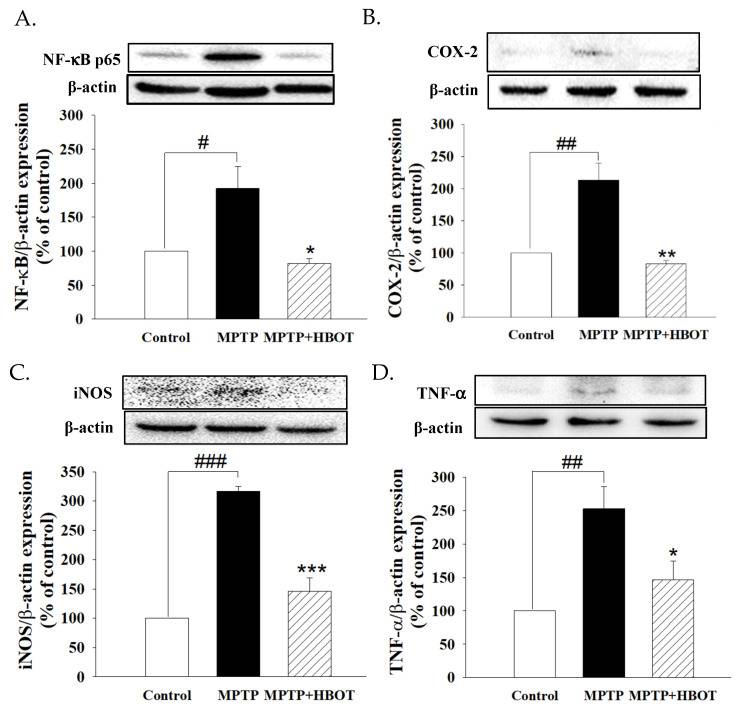 A.
NF-κB p65
β-actin
NF-κB/β-actin expression
(% of control)
300
250
200
150
100
50
0
#
*
Control MPTP MPTP+HBOT
B.
COX-2
β-actin
COX-2/β-actin expression
(% of control)
300
250
200
150
100
50
0
##
**
Control MPTP MPTP+HBOT
C.
iNOS
β-actin
iNOS/β-actin expression
(% of control)
350
300
250
200
150
100
50
0
###
***
Control MPTP MPTP+HBOT
D.
TNF-α
β-actin
TNF-α/β-actin expression
(% of control)
300
250
200
150
100
50
0
##
*
Control MPTP MPTP+HBOT